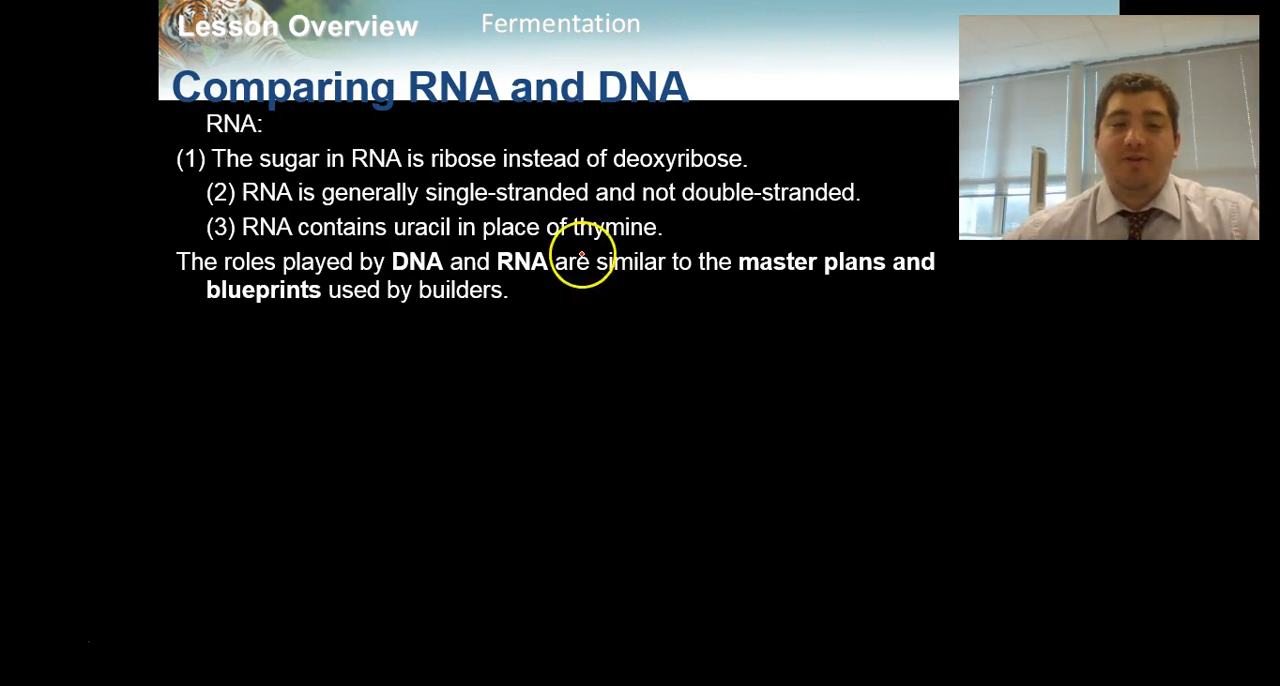 Lesson Overview Fermentation
Comparing RNA and DNA
RNA:
(1) The sugar in RNA is ribose instead of deoxyribose.
(2) RNA is generally single-stranded and not double-stranded.
(3) RNA contains uracil in place of thymine.
The roles played by DNA and RNA are similar to the master plans and
blueprints used by builders.